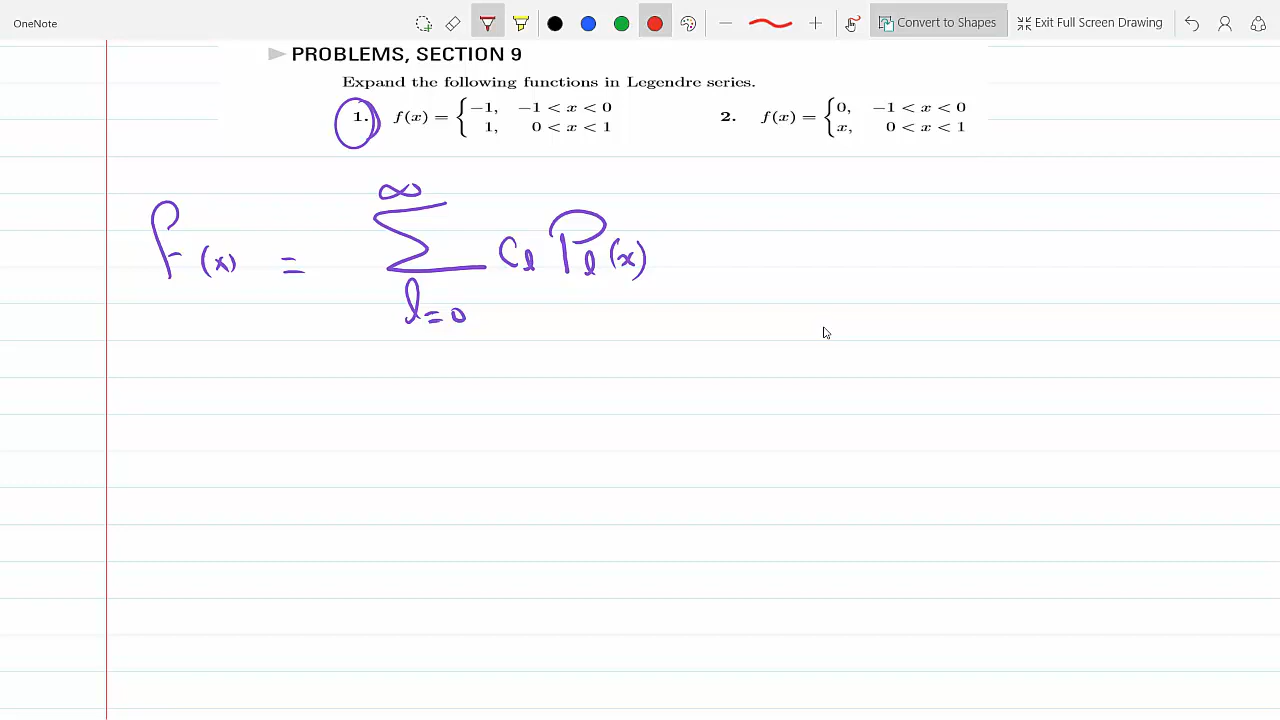 OneNote
Convert to Shapes
Exit Full Screen Drawing
PROBLEMS, SECTION 9
Expand the following functions in Legendre series.
1. f(x) = { −1, −1 < x < 0
1, 0 < x < 1
2. f(x) = { 0, −1 < x < 0
x, 0 < x < 1
f(x) = ∑_{l=0}^{∞} c_l P_l(x)